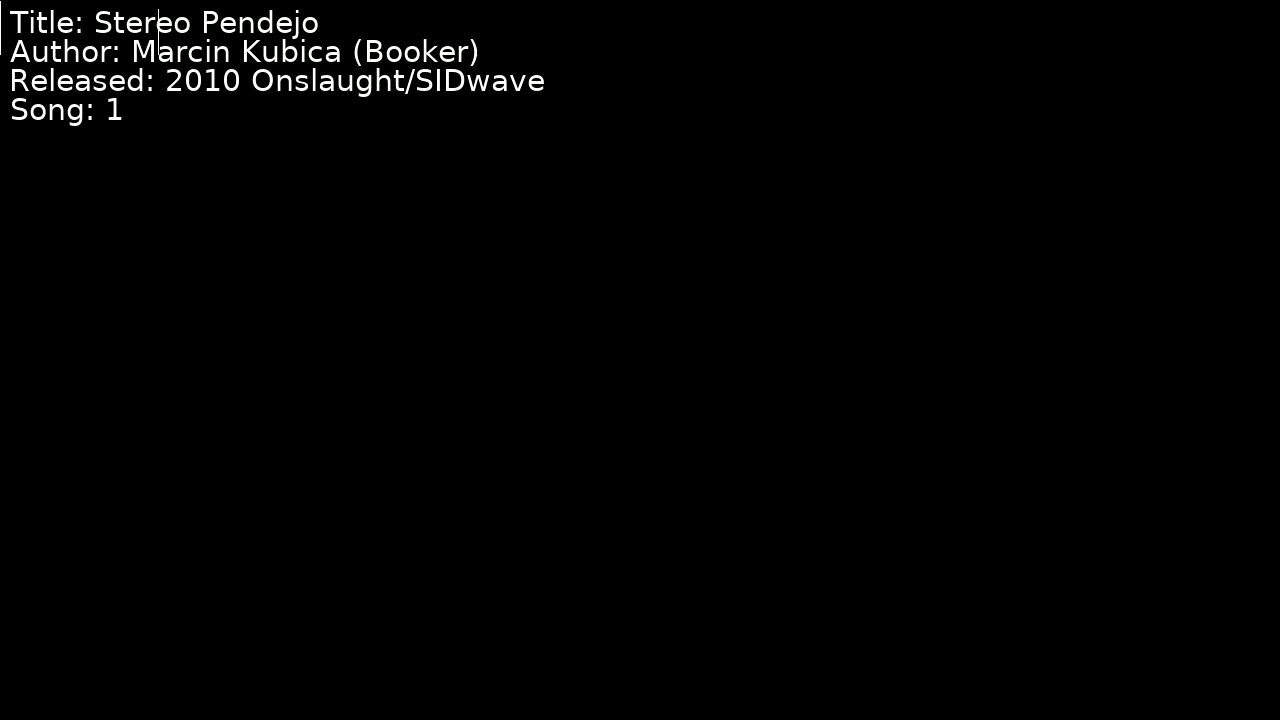 Title: Stereo Pendejo
Author: Marcin Kubica (Booker)
Released: 2010 Onslaught/SIDwave
Song: 1